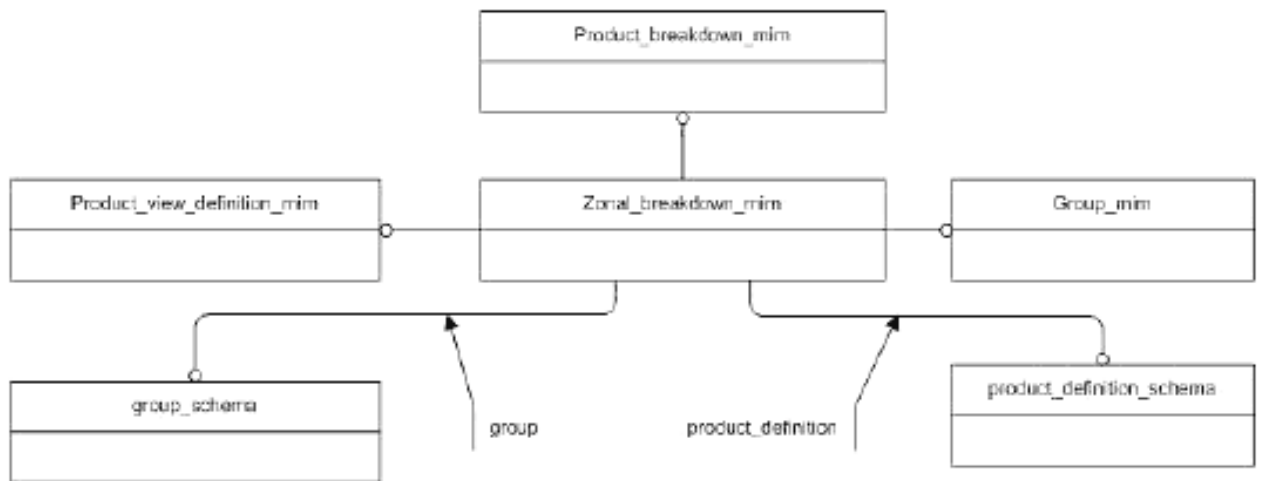 Product_breakdown_mim
Product_view_definition_mim
Zonal_breakdown_mim
Group_mim
group_schema
product_definition_schema
group
product_definition